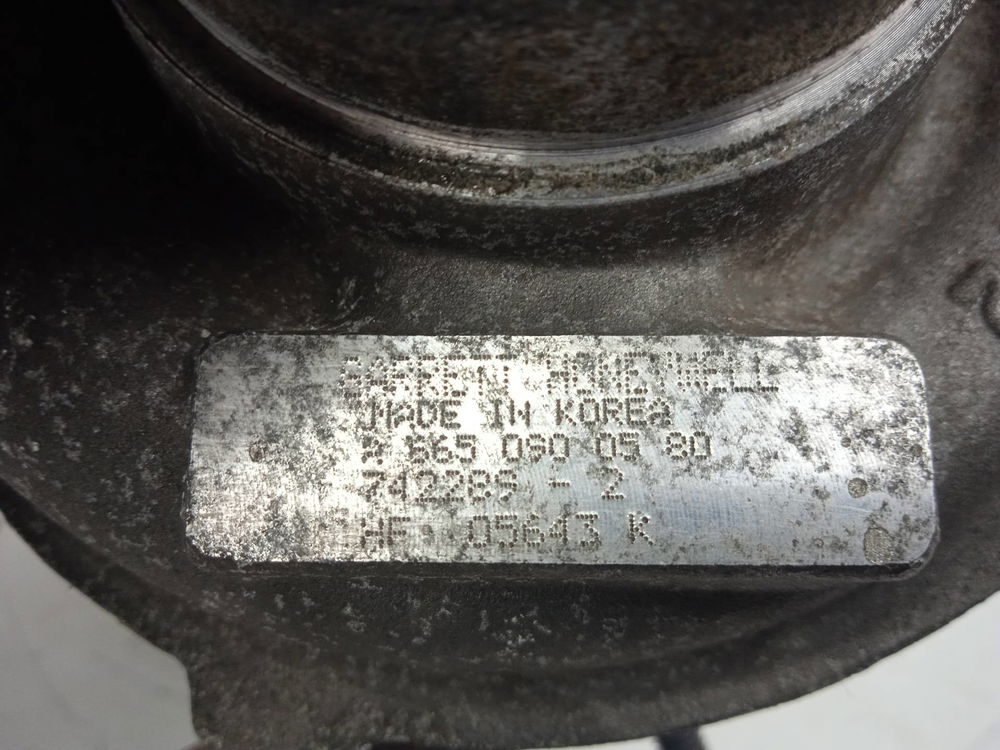 GARRETT HONEYWELL
MADE IN KOREA
A 665 090 05 80
742289 - 2
HF 05643 K